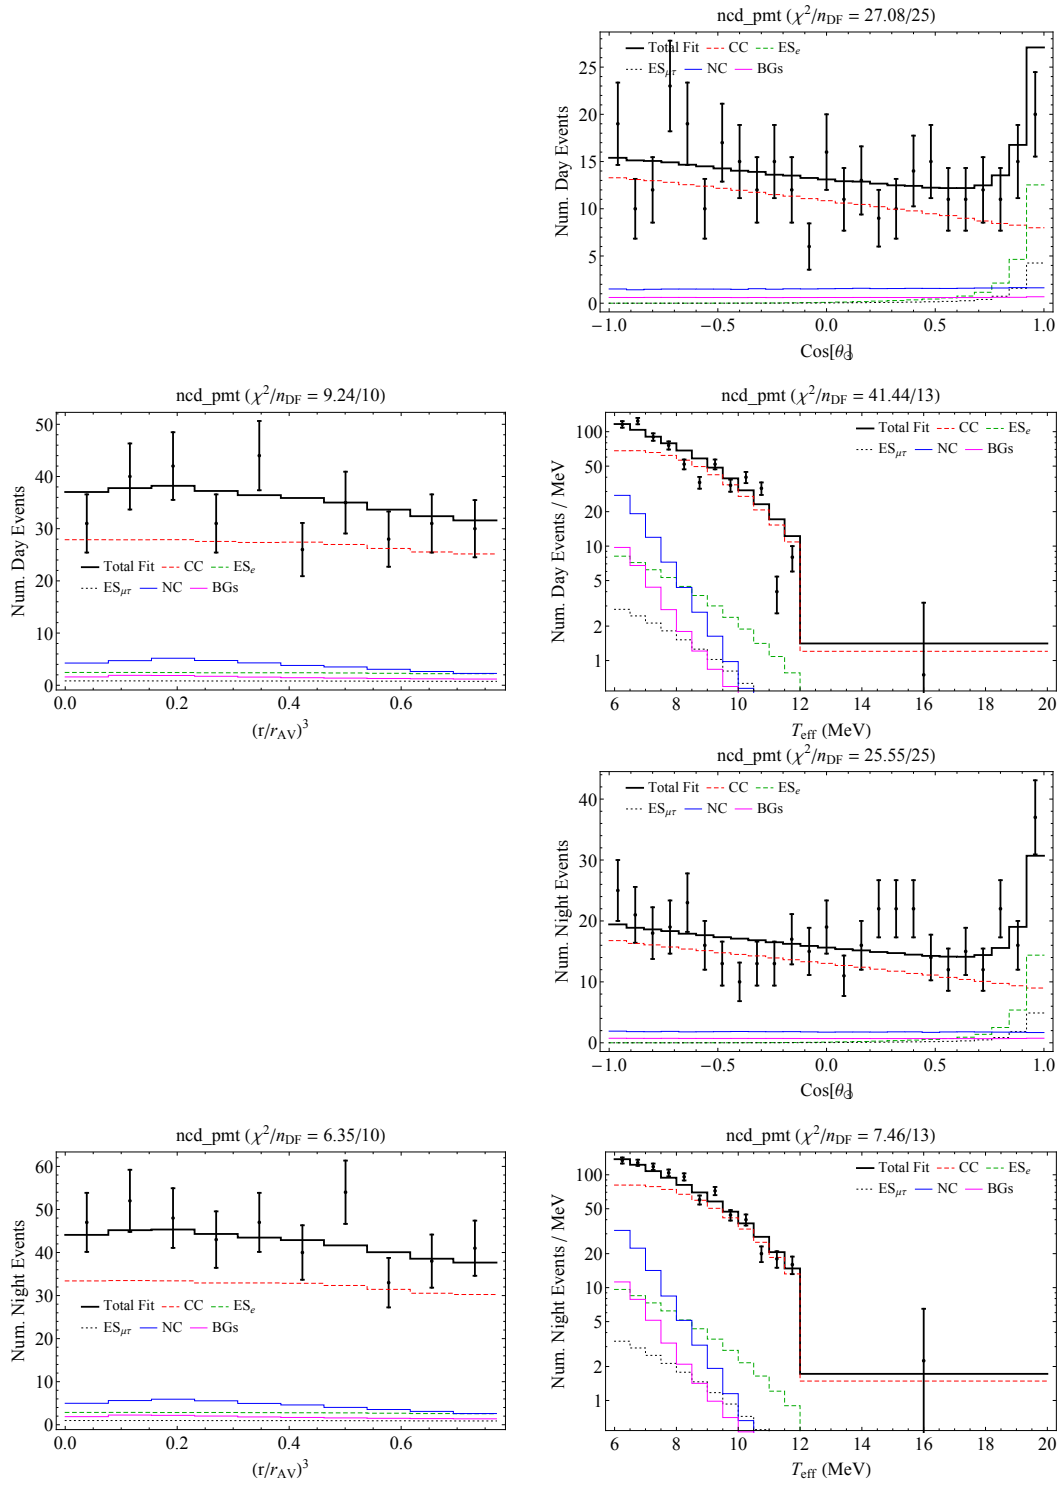 ncd_pmt (χ²/n_DF = 27.08/25)
Total Fit CC ES_e
ES_μτ NC BGs
Num. Day Events
25
20
15
10
5
0
−1.0 −0.5 0.0 0.5 1.0
Cos[θ_⊙]
ncd_pmt (χ²/n_DF = 9.24/10)
Num. Day Events
50
40
30
20
10
0
Total Fit CC ES_e
ES_μτ NC BGs
0.0 0.2 0.4 0.6
(r/r_AV)³
ncd_pmt (χ²/n_DF = 41.44/13)
Total Fit CC ES_e
ES_μτ NC BGs
Num. Day Events / MeV
100
50
20
10
5
2
1
6 8 10 12 14 16 18 20
T_eff (MeV)
ncd_pmt (χ²/n_DF = 25.55/25)
Total Fit CC ES_e
ES_μτ NC BGs
Num. Night Events
40
30
20
10
0
−1.0 −0.5 0.0 0.5 1.0
Cos[θ_⊙]
ncd_pmt (χ²/n_DF = 6.35/10)
Num. Night Events
60
50
40
30
20
10
0
Total Fit CC ES_e
ES_μτ NC BGs
0.0 0.2 0.4 0.6
(r/r_AV)³
ncd_pmt (χ²/n_DF = 7.46/13)
Total Fit CC ES_e
ES_μτ NC BGs
Num. Night Events / MeV
100
50
20
10
5
2
1
6 8 10 12 14 16 18 20
T_eff (MeV)